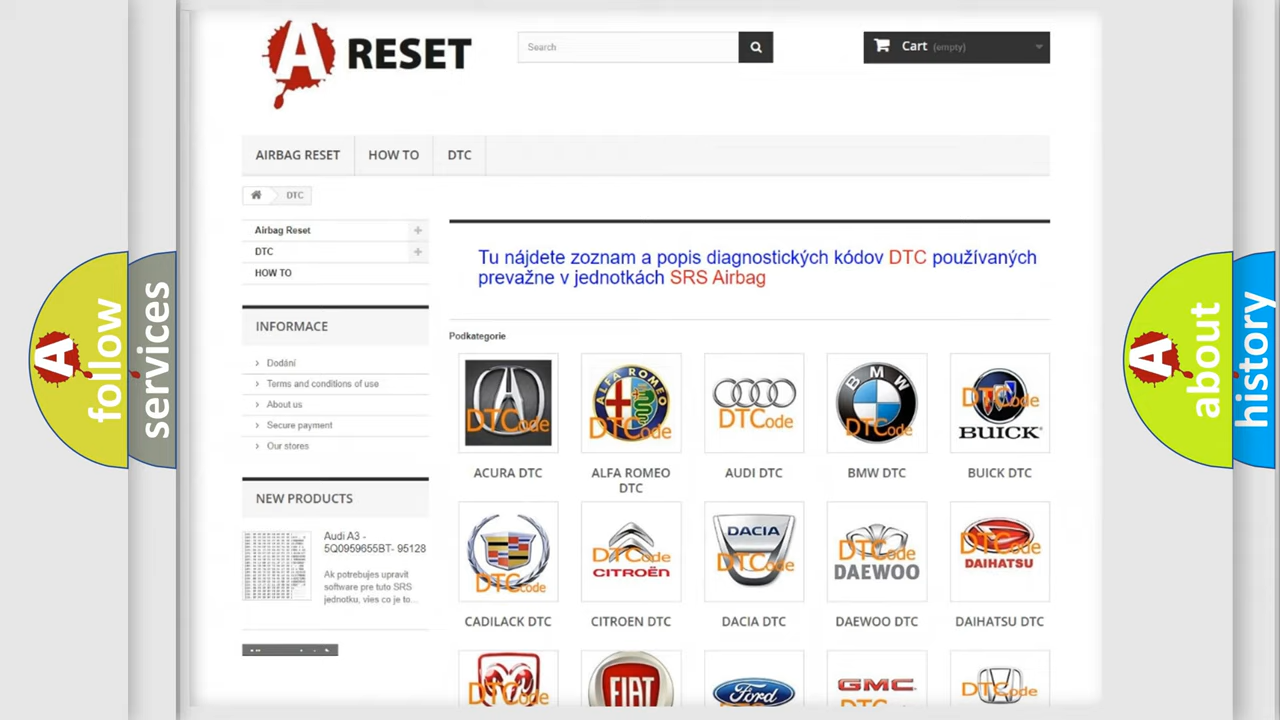 A RESET
Search
Cart (empty)
AIRBAG RESET
HOW TO
DTC
DTC
Airbag Reset
DTC
HOW TO
Tu nájdete zoznam a popis diagnostických kódov DTC používaných
prevažne v jednotkách SRS Airbag
INFORMACE
Dodání
Terms and conditions of use
About us
Secure payment
Our stores
NEW PRODUCTS
Audi A3 -
5Q0959655BT- 95128
Ak potrebujes upravit
software pre tuto SRS
jednotku, vies co je to...
Podkategorie
DTCode
ALFA ROMEO
DTCode
DTCode
BMW
DTCode
DTCode
BUICK
ACURA DTC
ALFA ROMEO
DTC
AUDI DTC
BMW DTC
BUICK DTC
DTCode
DTCode
CITROËN
DACIA
DTCode
DTCode
DAEWOO
DTCode
DAIHATSU
CADILACK DTC
CITROEN DTC
DACIA DTC
DAEWOO DTC
DAIHATSU DTC
DTCode
FIAT
Ford
GMC
DTCode
A follow
services
A about
history